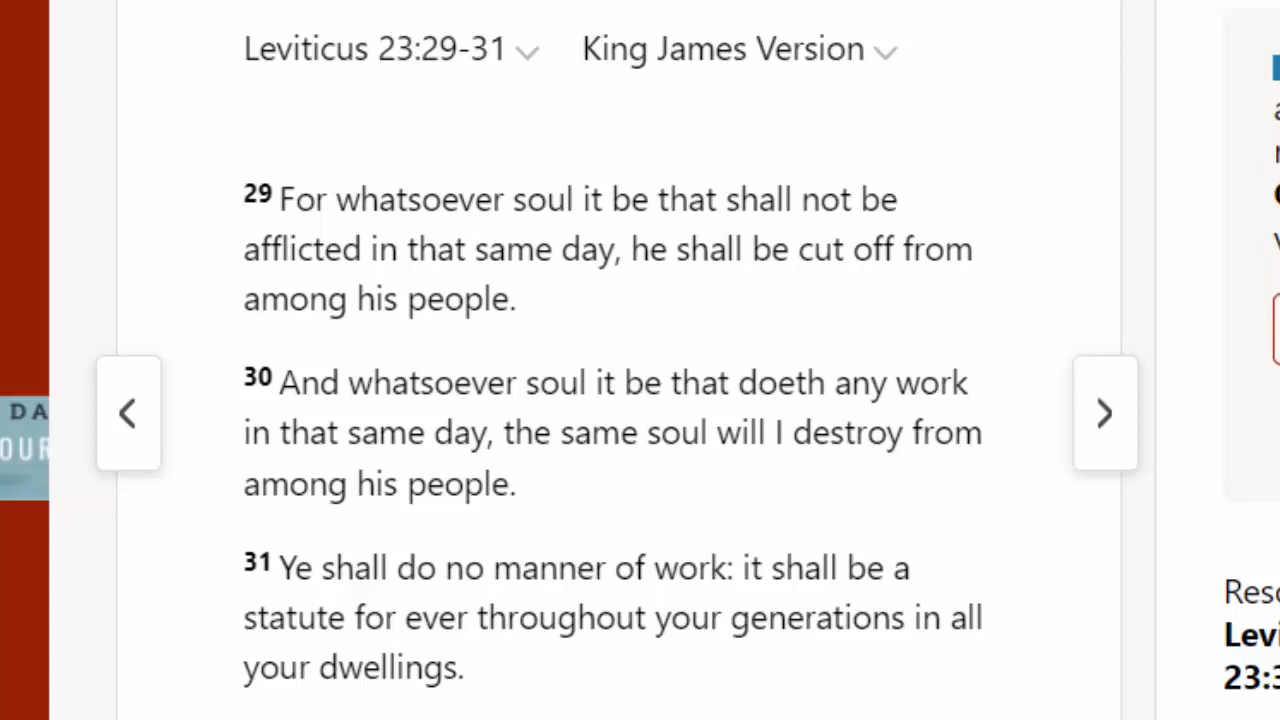 Leviticus 23:29-31 King James Version
29 For whatsoever soul it be that shall not be
afflicted in that same day, he shall be cut off from
among his people.
30 And whatsoever soul it be that doeth any work
in that same day, the same soul will I destroy from
among his people.
31 Ye shall do no manner of work: it shall be a
statute for ever throughout your generations in all
your dwellings.
DA
OUR
Reso
Levi